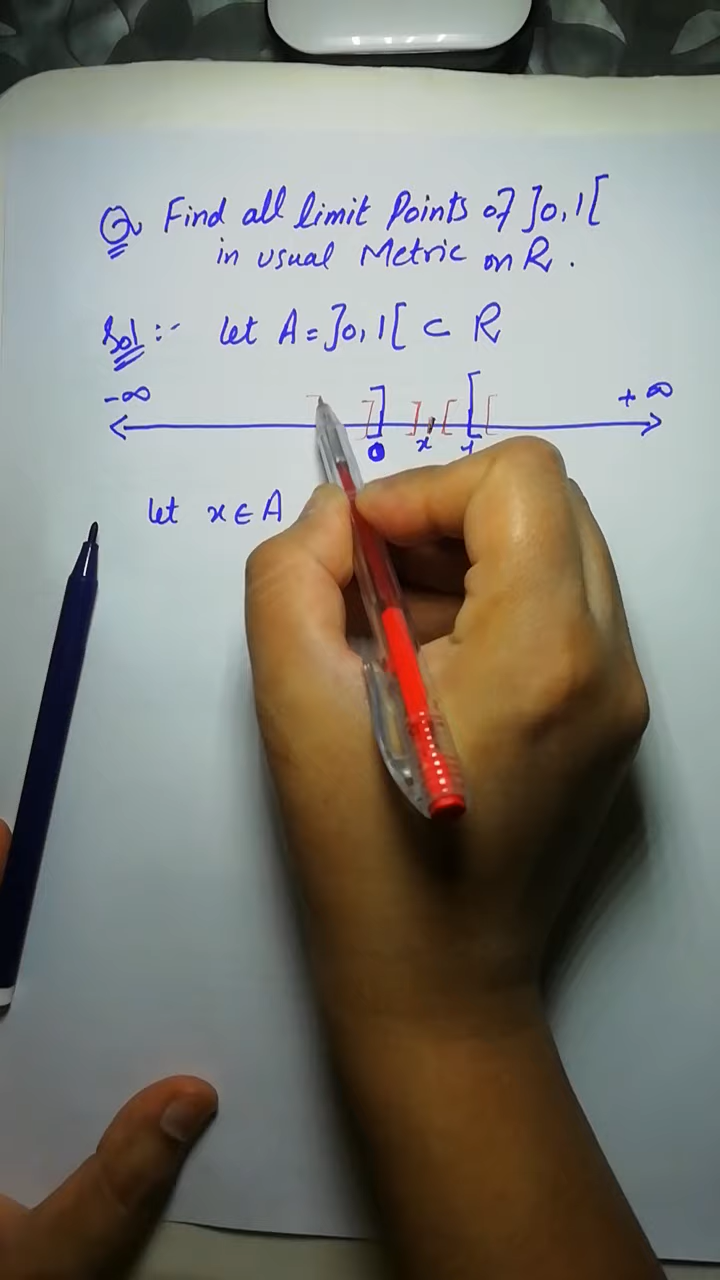 Q Find all limit Points of ]0,1[
in usual Metric on R.
Sol:- let A = ]0,1[ ⊂ R
-∞ ] ] ] ] [ [ [ +∞
0 x 1
let x ∈ A